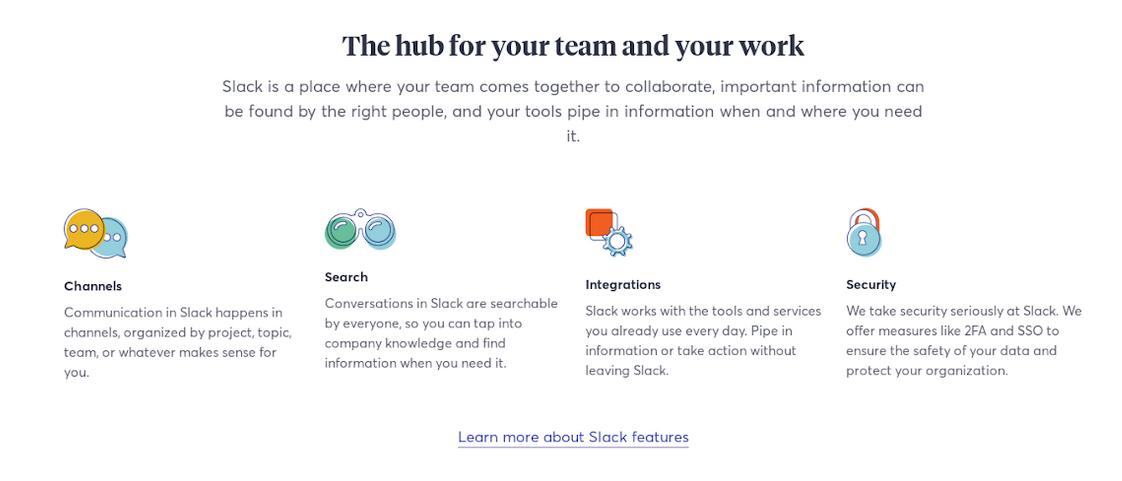 The hub for your team and your work
Slack is a place where your team comes together to collaborate, important information can
be found by the right people, and your tools pipe in information when and where you need
it.
Channels
Communication in Slack happens in
channels, organized by project, topic,
team, or whatever makes sense for
you.
Search
Conversations in Slack are searchable
by everyone, so you can tap into
company knowledge and find
information when you need it.
Integrations
Slack works with the tools and services
you already use every day. Pipe in
information or take action without
leaving Slack.
Security
We take security seriously at Slack. We
offer measures like 2FA and SSO to
ensure the safety of your data and
protect your organization.
Learn more about Slack features